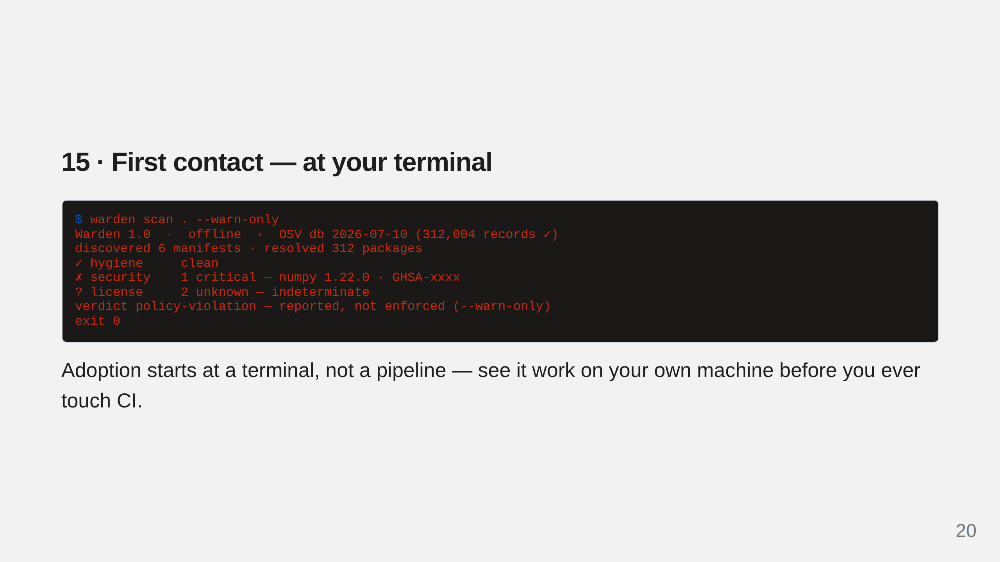 15 · First contact — at your terminal
$ warden scan . --warn-only
Warden 1.0  ·  offline  ·  OSV db 2026-07-10 (312,004 records ✓)
discovered 6 manifests · resolved 312 packages
✓ hygiene     clean
✗ security    1 critical — numpy 1.22.0 · GHSA-xxxx
? license     2 unknown — indeterminate
verdict policy-violation — reported, not enforced (--warn-only)
exit 0
Adoption starts at a terminal, not a pipeline — see it work on your own machine before you ever
touch CI.
20